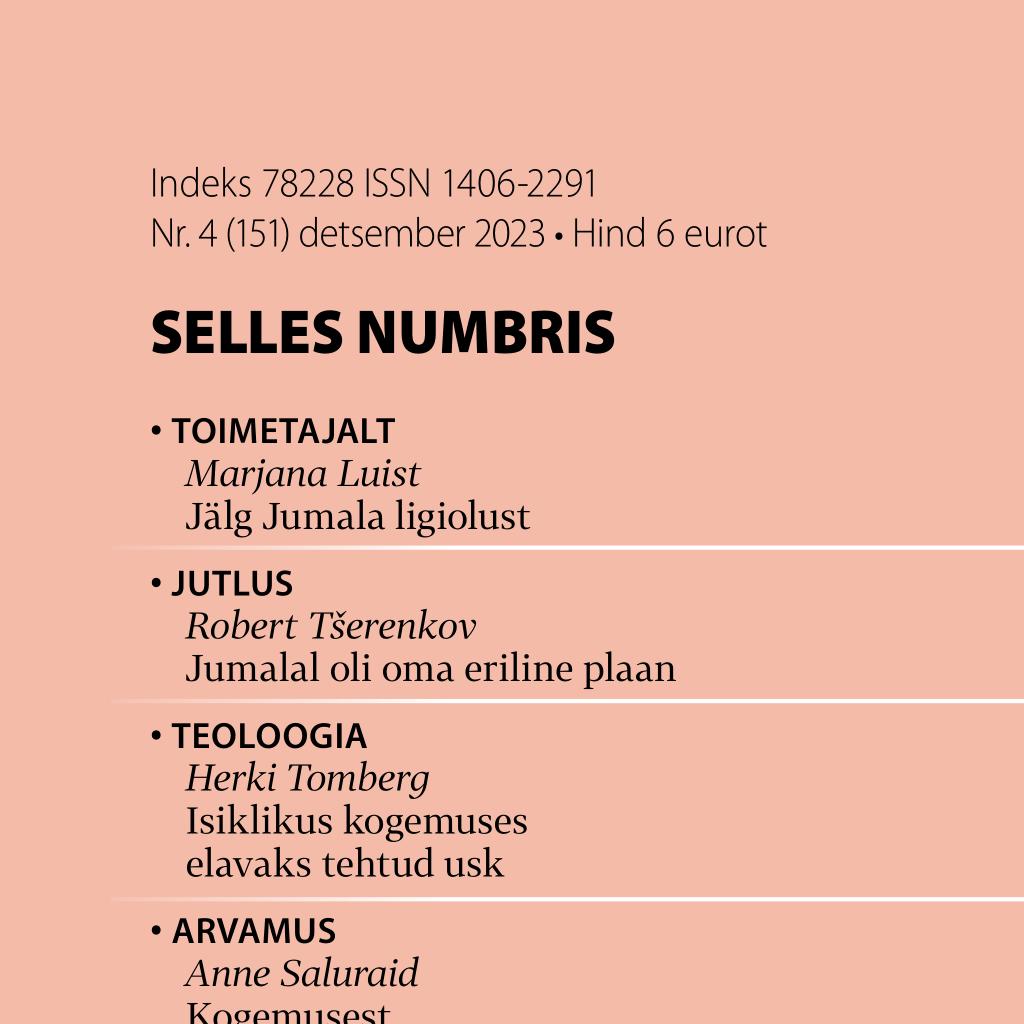 Indeks 78228 ISSN 1406-2291
Nr. 4 (151) detsember 2023 • Hind 6 eurot
SELLES NUMBRIS
• TOIMETAJALT
Marjana Luist
Jälg Jumala ligiolust
• JUTLUS
Robert Tšerenkov
Jumalal oli oma eriline plaan
• TEOLOOGIA
Herki Tomberg
Isiklikus kogemuses
elavaks tehtud usk
• ARVAMUS
Anne Saluraid
Kogemusest